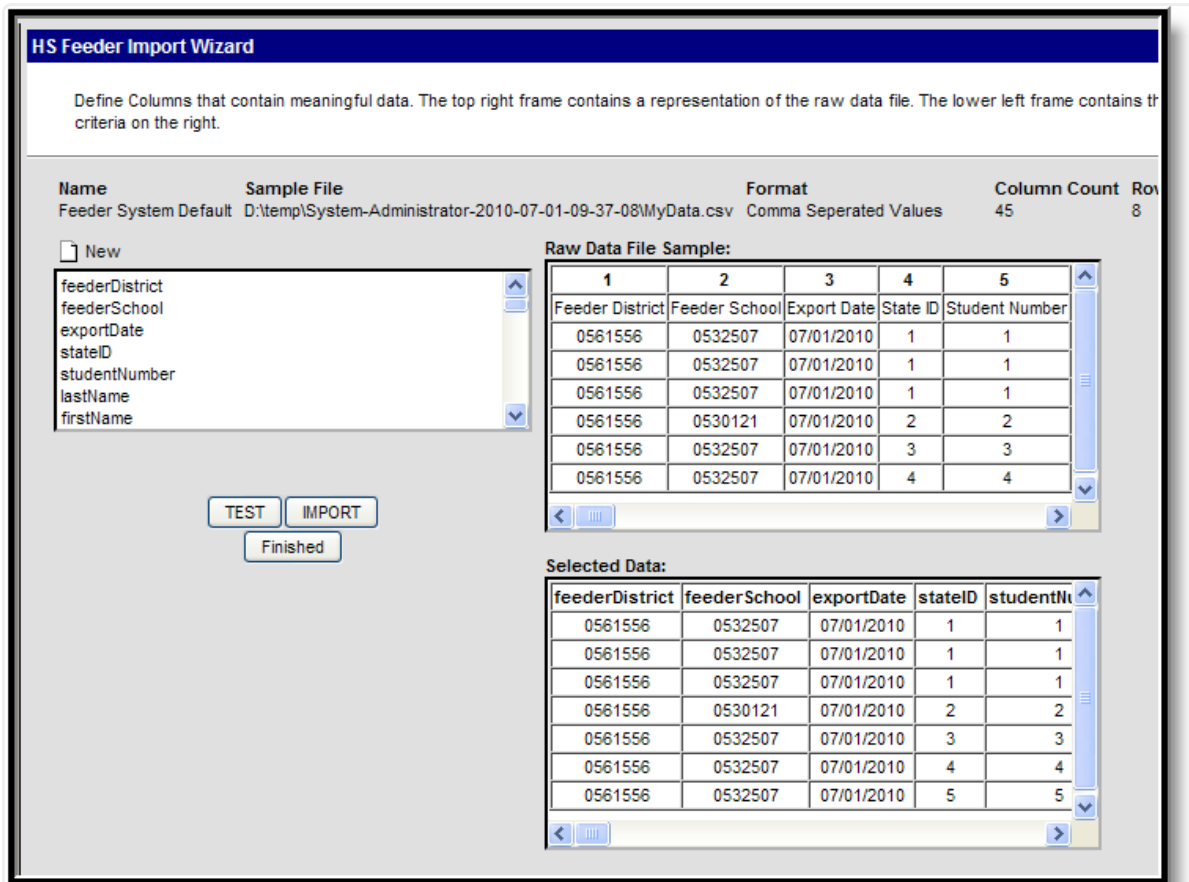 HS Feeder Import Wizard
Define Columns that contain meaningful data. The top right frame contains a representation of the raw data file. The lower left frame contains th
criteria on the right.
Name Sample File Format Column Count Rov
Feeder System Default D:\temp\System-Administrator-2010-07-01-09-37-08\MyData.csv Comma Seperated Values 45 8
New
feederDistrict
feederSchool
exportDate
stateID
studentNumber
lastName
firstName
TEST IMPORT
Finished
Raw Data File Sample:
1 2 3 4 5
Feeder District Feeder School Export Date State ID Student Number
0561556 0532507 07/01/2010 1 1
0561556 0532507 07/01/2010 1 1
0561556 0532507 07/01/2010 1 1
0561556 0530121 07/01/2010 2 2
0561556 0532507 07/01/2010 3 3
0561556 0532507 07/01/2010 4 4
Selected Data:
feederDistrict feederSchool exportDate stateID studentNu
0561556 0532507 07/01/2010 1 1
0561556 0532507 07/01/2010 1 1
0561556 0532507 07/01/2010 1 1
0561556 0530121 07/01/2010 2 2
0561556 0532507 07/01/2010 3 3
0561556 0532507 07/01/2010 4 4
0561556 0532507 07/01/2010 5 5